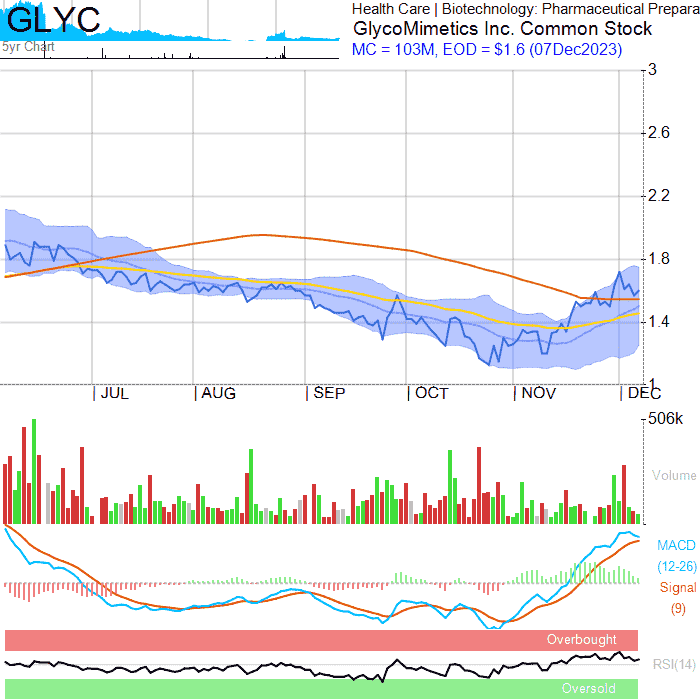 GLYC
5yr Chart
Health Care | Biotechnology: Pharmaceutical Prepara
GlycoMimetics Inc. Common Stock
MC = 103M, EOD = $1.6 (07Dec2023)
3
2.6
2.2
1.8
1.4
1
JUL AUG SEP OCT NOV DEC
506k
Volume
MACD
(12-26)
Signal
(9)
Overbought
RSI(14)
Oversold